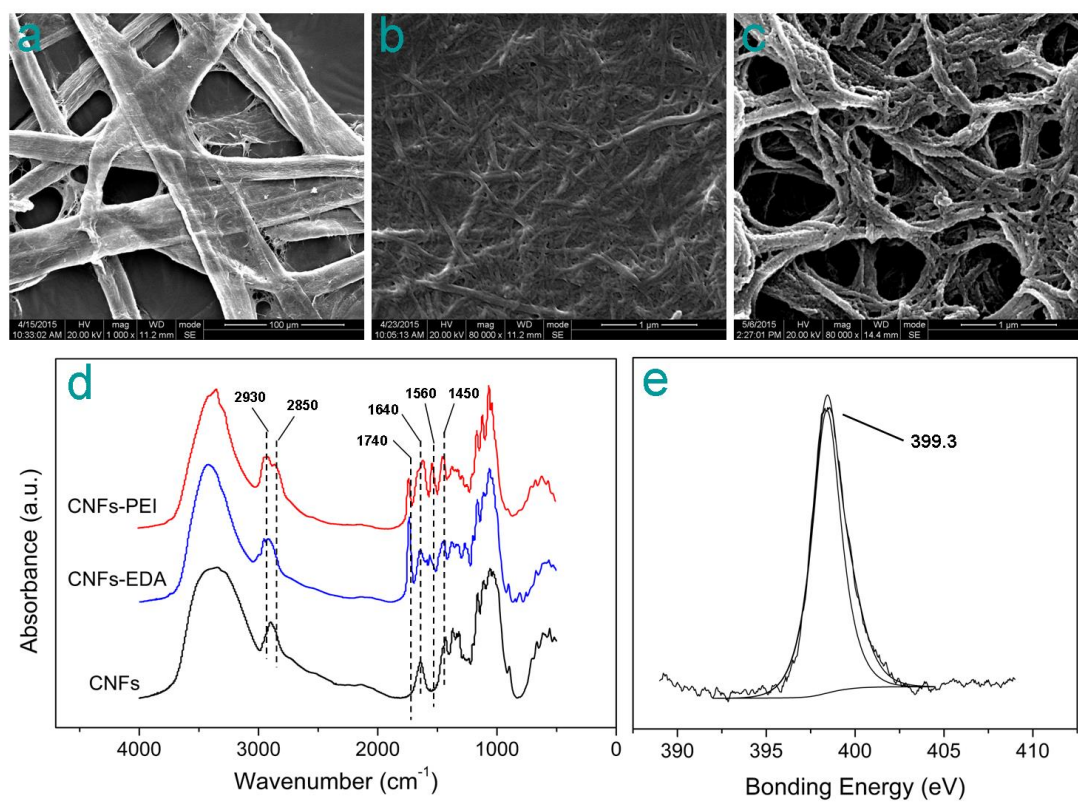 a
4/15/2015 HV mag WD mode 100 µm
10:33:02 AM 20.00 kV 1 000 x 11.2 mm SE
b
4/23/2015 HV mag WD mode 1 µm
10:05:13 AM 20.00 kV 80 000 x 11.2 mm SE
c
5/6/2015 HV mag WD mode 1 µm
2:27:01 PM 20.00 kV 80 000 x 14.4 mm SE
d
2930
2850
1740
1640
1560
1450
CNFs-PEI
CNFs-EDA
CNFs
Absorbance (a.u.)
4000 3000 2000 1000 0
Wavenumber (cm⁻¹)
e
399.3
390 395 400 405 410
Bonding Energy (eV)